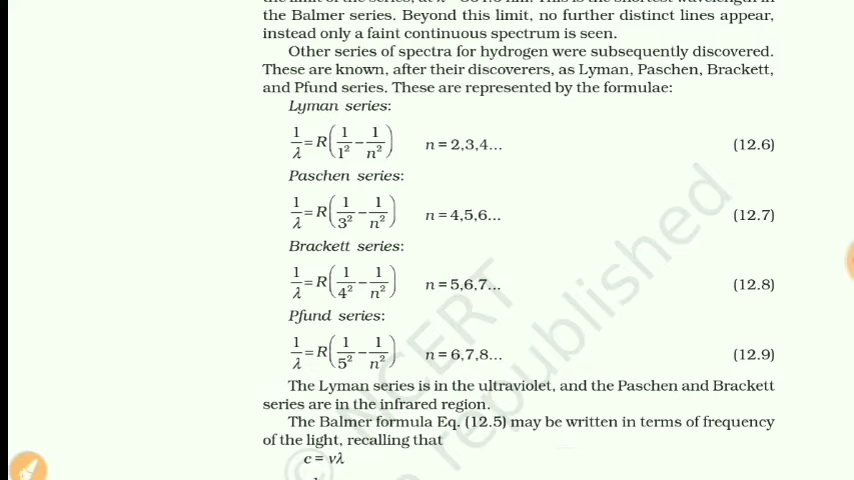 the Balmer series. Beyond this limit, no further distinct lines appear,
instead only a faint continuous spectrum is seen.
Other series of spectra for hydrogen were subsequently discovered.
These are known, after their discoverers, as Lyman, Paschen, Brackett,
and Pfund series. These are represented by the formulae:
Lyman series:
1/λ = R(1/1² − 1/n²) n = 2,3,4... (12.6)
Paschen series:
1/λ = R(1/3² − 1/n²) n = 4,5,6... (12.7)
Brackett series:
1/λ = R(1/4² − 1/n²) n = 5,6,7... (12.8)
Pfund series:
1/λ = R(1/5² − 1/n²) n = 6,7,8... (12.9)
The Lyman series is in the ultraviolet, and the Paschen and Brackett
series are in the infrared region.
The Balmer formula Eq. (12.5) may be written in terms of frequency
of the light, recalling that
c = νλ
© NCERT
republished